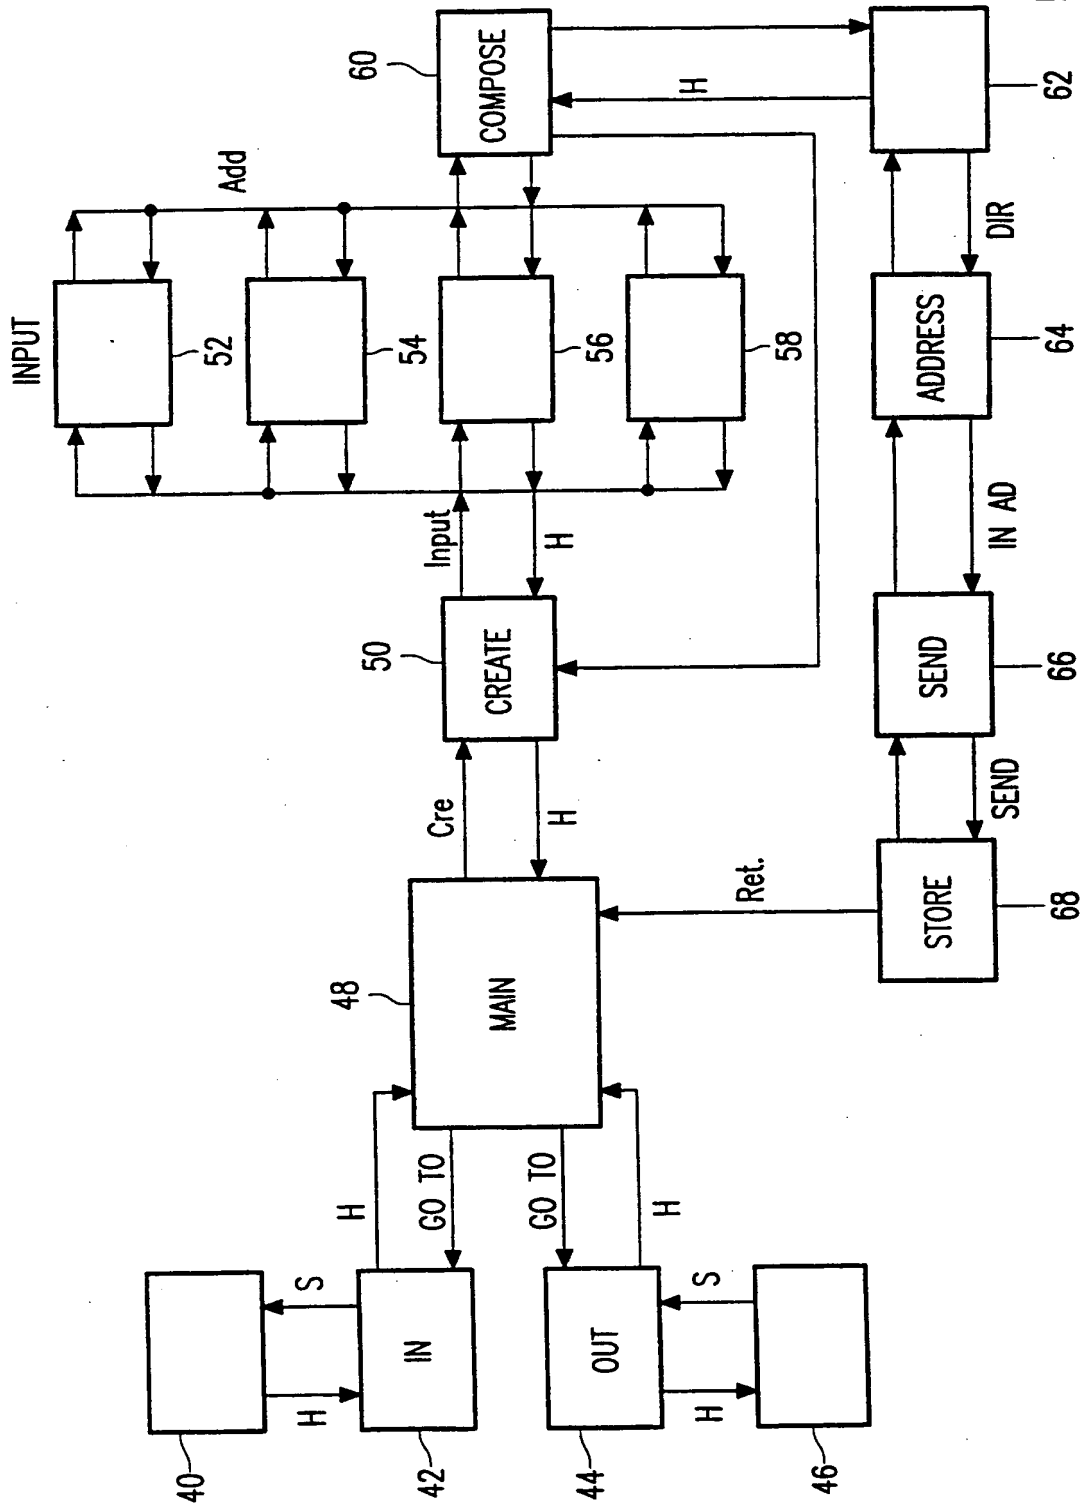 INPUT
52
54
56
58
Add
60
COMPOSE
H
62
DIR
ADDRESS
64
IN AD
SEND
66
SEND
STORE
68
Ret.
Input
H
50
CREATE
Cre
H
48
MAIN
H
GO TO
GO TO
H
S
IN
H
40
42
S
OUT
H
44
46